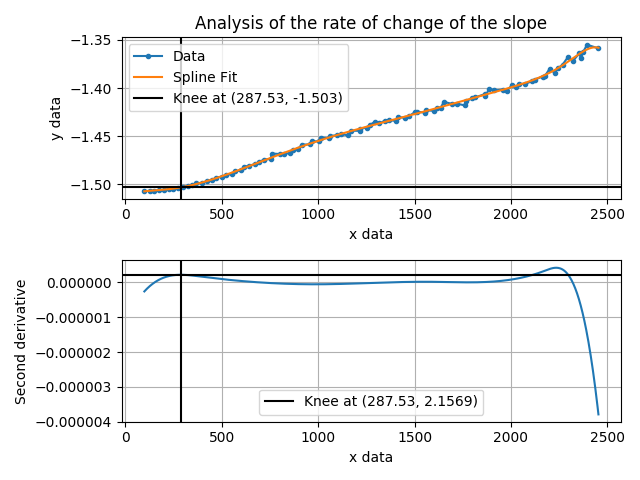 Analysis of the rate of change of the slope
−1.35
−1.40
−1.45
−1.50
y data
Data
Spline Fit
Knee at (287.53, -1.503)
0
500
1000
1500
2000
2500
x data
0.000000
−0.000001
−0.000002
−0.000003
−0.000004
Second derivative
Knee at (287.53, 2.1569)
0
500
1000
1500
2000
2500
x data